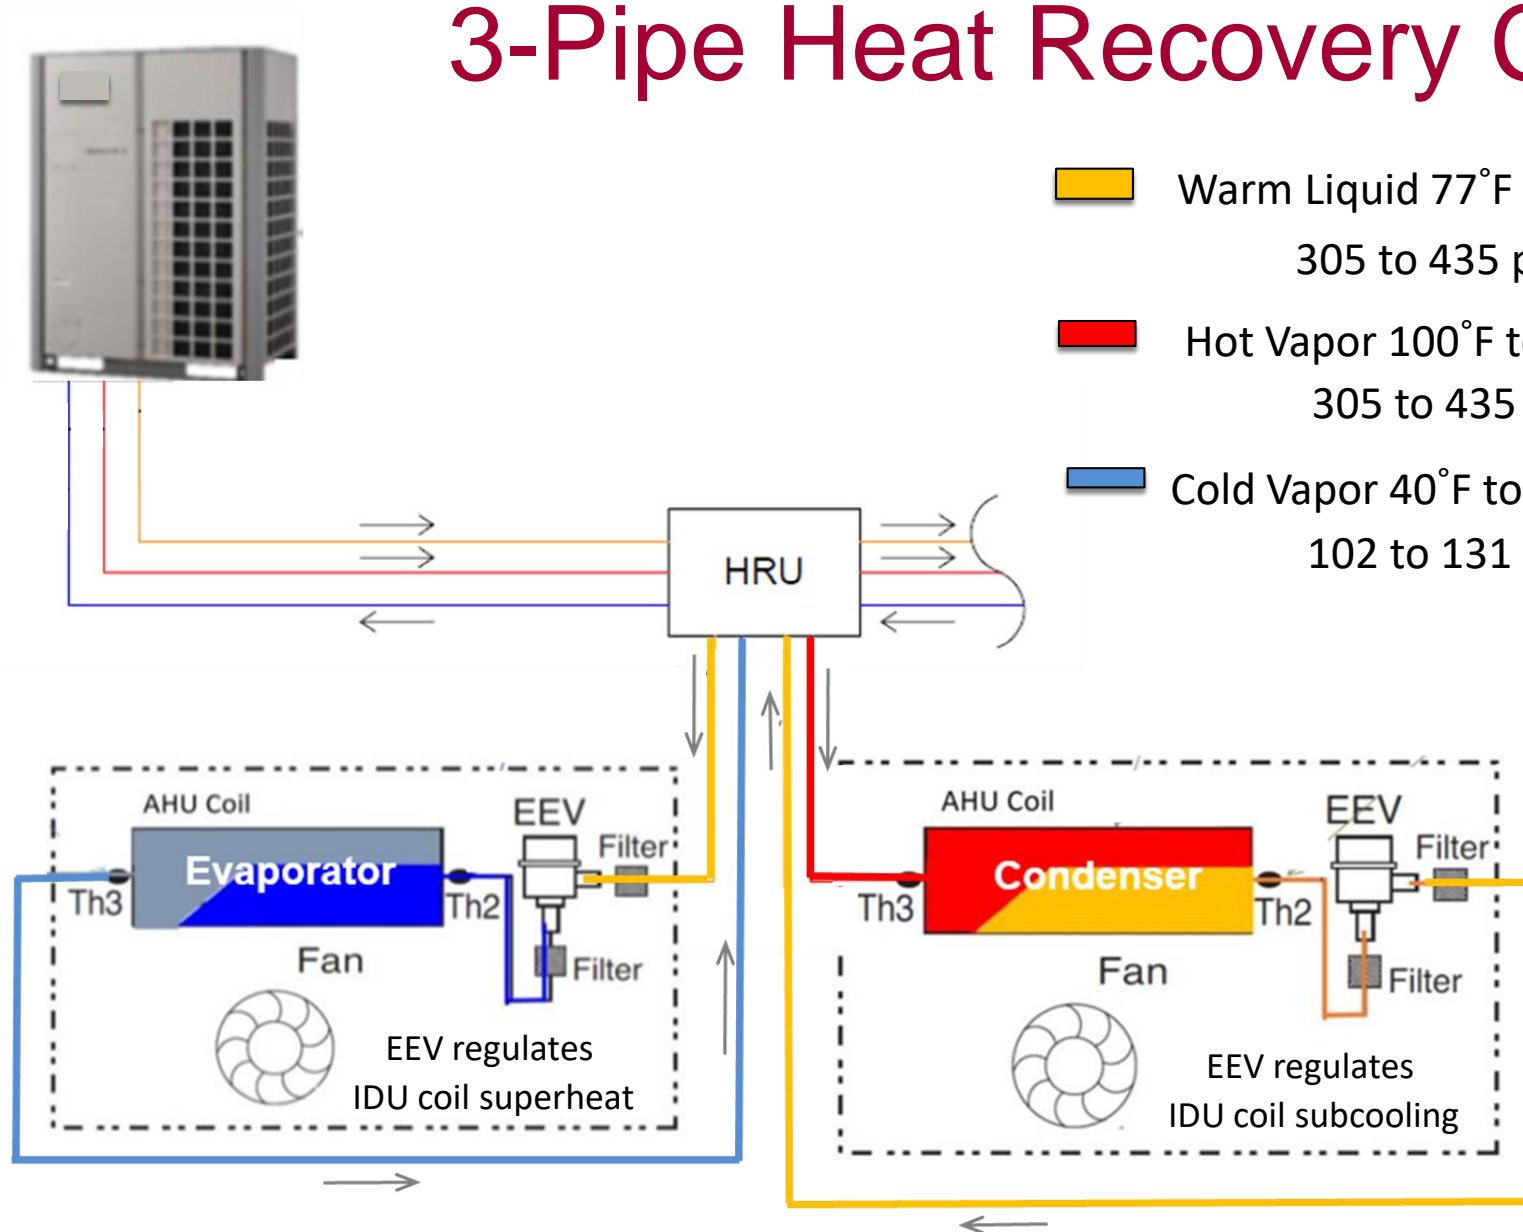 3-Pipe Heat Recovery
Warm Liquid 77˚F
305 to 435
Hot Vapor 100˚F
305 to 435
Cold Vapor 40˚F to
102 to 131
HRU
AHU Coil
EEV
Filter
Evaporator
Th3
Th2
Fan
Filter
EEV regulates
IDU coil superheat
AHU Coil
EEV
Filter
Condenser
Th3
Th2
Fan
Filter
EEV regulates
IDU coil subcooling